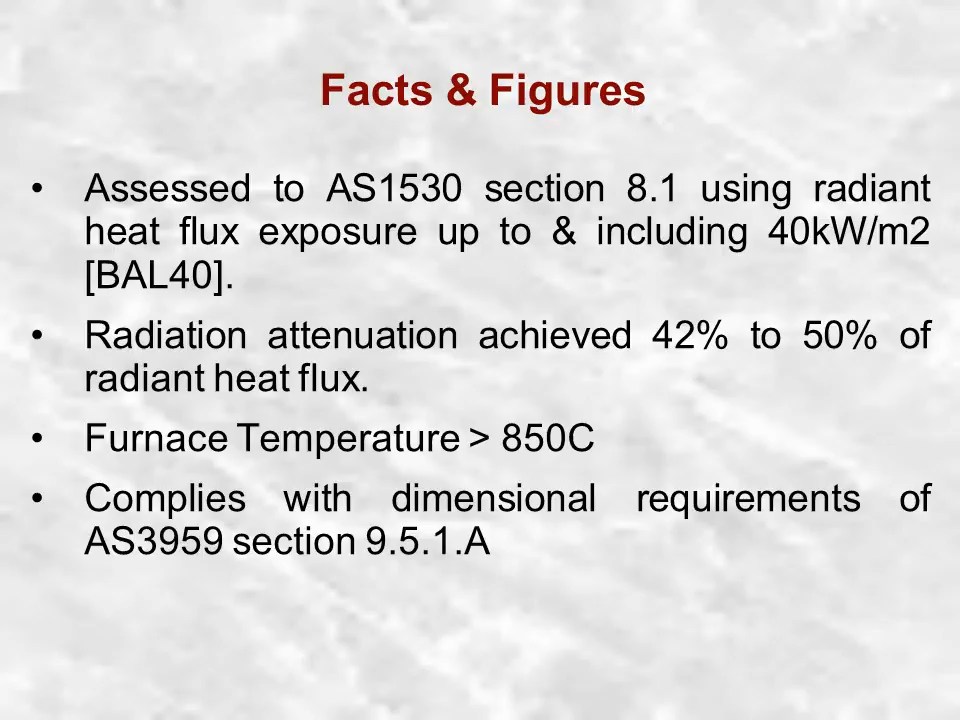 Facts & Figures
• Assessed to AS1530 section 8.1 using radiant
heat flux exposure up to & including 40kW/m2
[BAL40].
• Radiation attenuation achieved 42% to 50% of
radiant heat flux.
• Furnace Temperature > 850C
• Complies with dimensional requirements of
AS3959 section 9.5.1.A